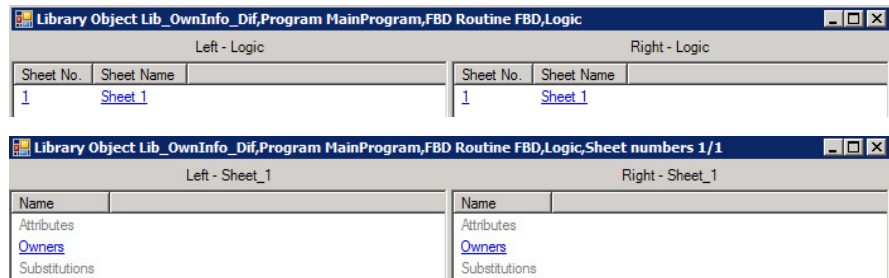 Library Object Lib_OwnInfo_Dif,Program MainProgram,FBD Routine FBD,Logic
Left - Logic Right - Logic
Sheet No. Sheet Name Sheet No. Sheet Name
1 Sheet 1 1 Sheet 1
Library Object Lib_OwnInfo_Dif,Program MainProgram,FBD Routine FBD,Logic,Sheet numbers 1/1
Left - Sheet_1 Right - Sheet_1
Name Name
Attributes Attributes
Owners Owners
Substitutions Substitutions